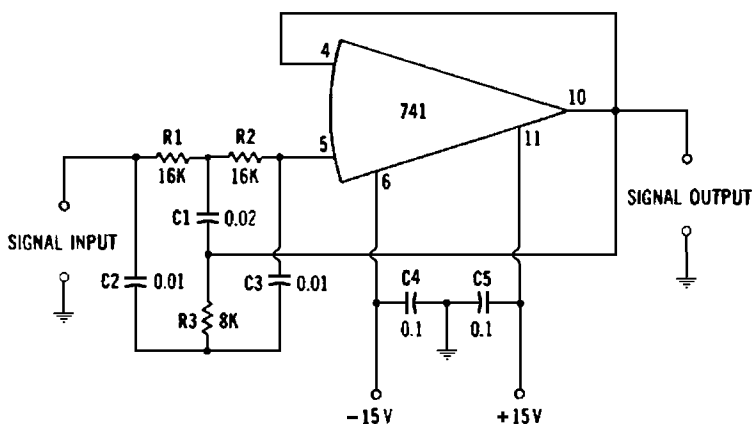 4
10
741
R1
R2
5
11
16K
16K
6
SIGNAL OUTPUT
C1
0.02
SIGNAL INPUT
C2
0.01
C3
0.01
C4
C5
R3
8K
0.1
0.1
-15V
+15V